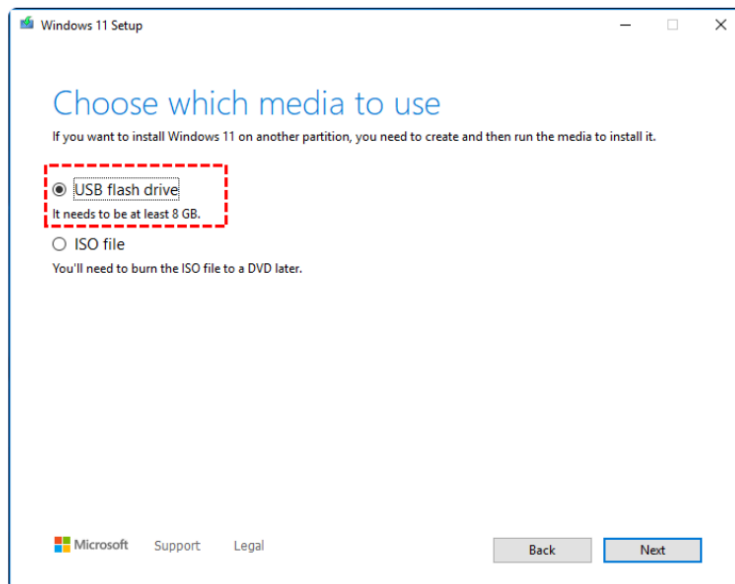 Windows 11 Setup
Choose which media to use
If you want to install Windows 11 on another partition, you need to create and then run the media to install it.
USB flash drive
It needs to be at least 8 GB.
ISO file
You'll need to burn the ISO file to a DVD later.
Microsoft Support Legal Back Next